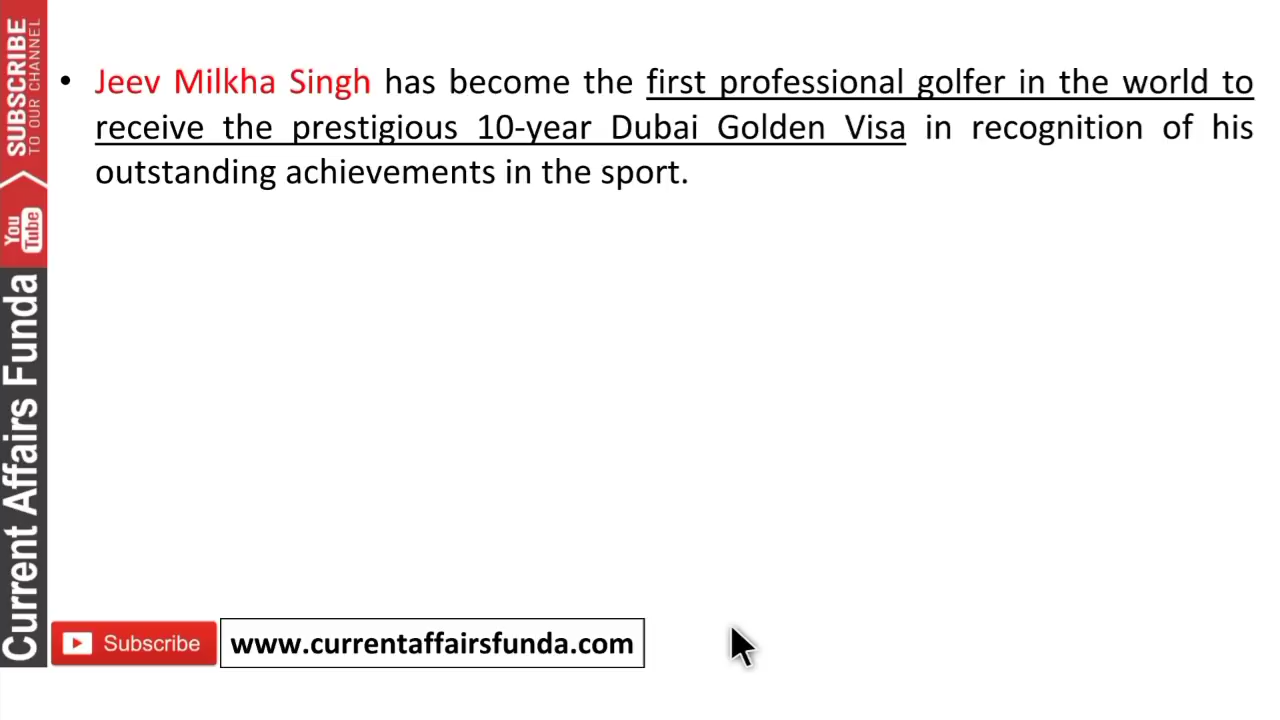 • Jeev Milkha Singh has become the first professional golfer in the world to
receive the prestigious 10-year Dubai Golden Visa in recognition of his
outstanding achievements in the sport.
SUBSCRIBE
TO OUR CHANNEL
You
Tube
Current Affairs Funda
Subscribe
www.currentaffairsfunda.com